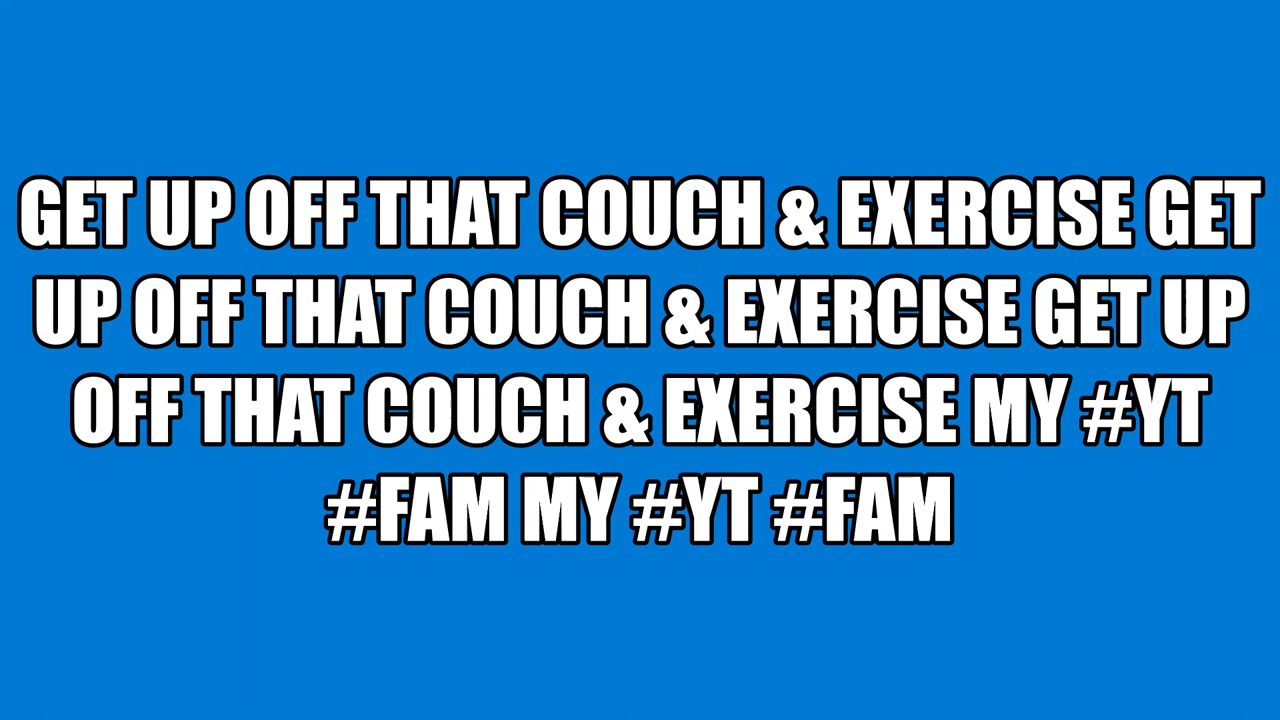 GET UP OFF THAT COUCH & EXERCISE GET
UP OFF THAT COUCH & EXERCISE GET UP
OFF THAT COUCH & EXERCISE MY #YT
#FAM MY #YT #FAM